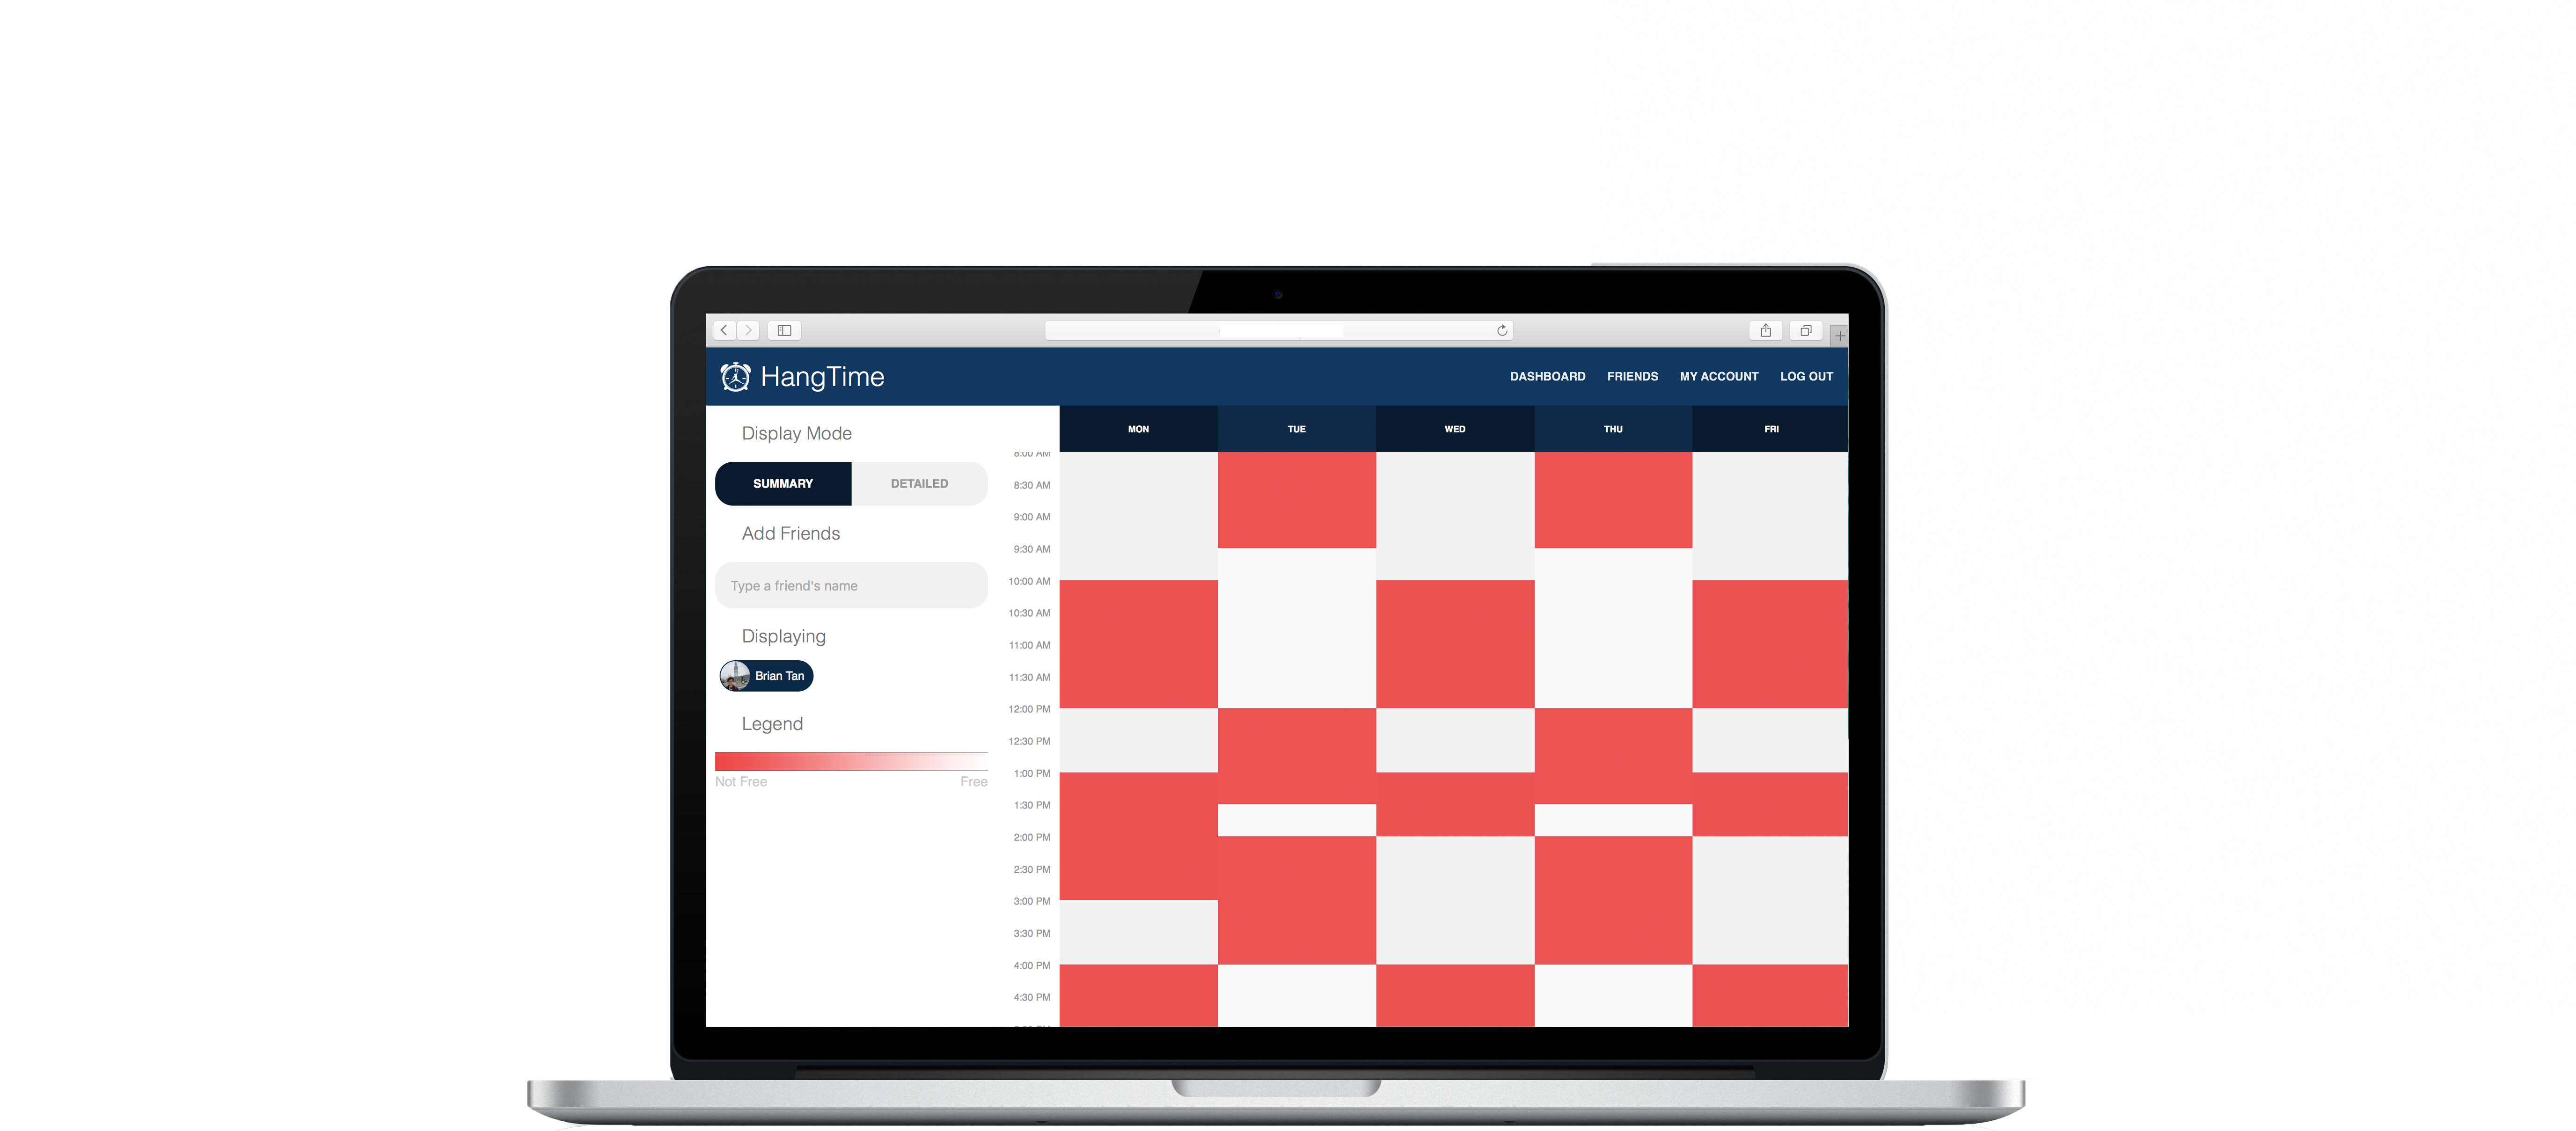 HangTime
DASHBOARD FRIENDS MY ACCOUNT LOG OUT
Display Mode
SUMMARY DETAILED
Add Friends
Type a friend's name
Displaying
Brian Tan
Legend
Not Free Free
MON TUE WED THU FRI
8:00 AM
8:30 AM
9:00 AM
9:30 AM
10:00 AM
10:30 AM
11:00 AM
11:30 AM
12:00 PM
12:30 PM
1:00 PM
1:30 PM
2:00 PM
2:30 PM
3:00 PM
3:30 PM
4:00 PM
4:30 PM